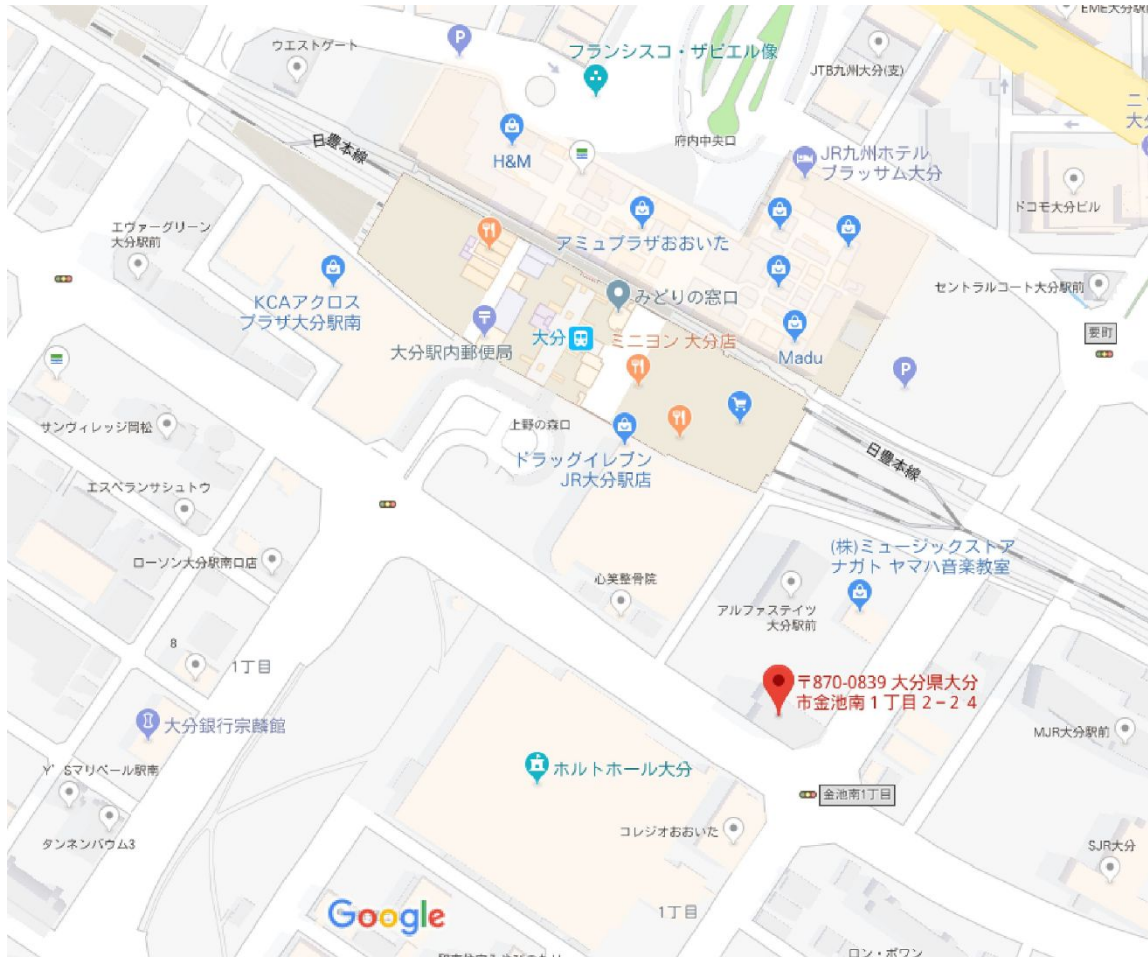 EME大分駅
ウエストゲート
P
フランシスコ・ザビエル像
JTB九州大分(支)
日豊本線
H&M
府内中央口
JR九州ホテル
ブラッサム大分
エヴァーグリーン
大分駅前
アミュプラザおおいた
ドコモ大分ビル
KCAアクロス
プラザ大分駅南
みどりの窓口
セントラルコート大分駅前
大分駅内郵便局
大分
ミニヨン 大分店
Madu
要町
P
サンヴィレッジ岡松
上野の森口
ドラッグイレブン
JR大分駅店
日豊本線
エスペランサシュトウ
ローソン大分駅南口店
(株)ミュージックストア
ナガト ヤマハ音楽教室
心笑整骨院
アルファステイツ
大分駅前
8
1丁目
〒870-0839 大分県大分
市金池南1丁目2−24
大分銀行宗麟館
MJR大分駅前
Y'Sマリベール駅南
ホルトホール大分
金池南1丁目
タンネンバウム3
コレジオおおいた
SJR大分
Google
1丁目
ロン・ポワン